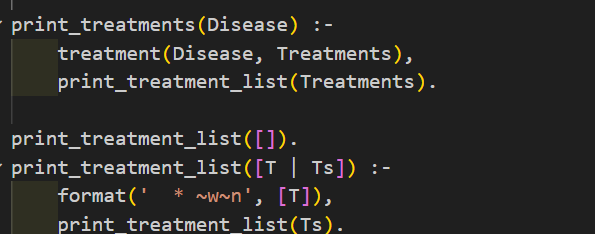 print_treatments(Disease) :-
    treatment(Disease, Treatments),
    print_treatment_list(Treatments).

print_treatment_list([]).
print_treatment_list([T | Ts]) :-
    format('  * ~w~n', [T]),
    print_treatment_list(Ts).